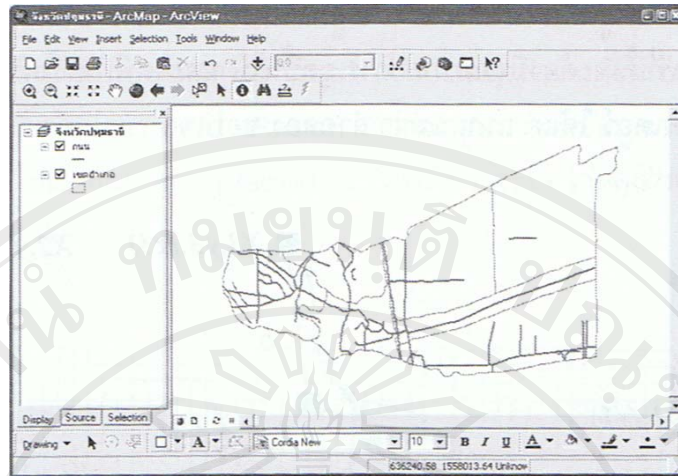 จังหวัดปทุมธานี - ArcMap - ArcView
File Edit View Insert Selection Tools Window Help
จังหวัดปทุมธานี
ถนน
เขตอำเภอ
Display Source Selection
Drawing A Cordia New 10 B I U A
636240.58 1558013.64 Unknow